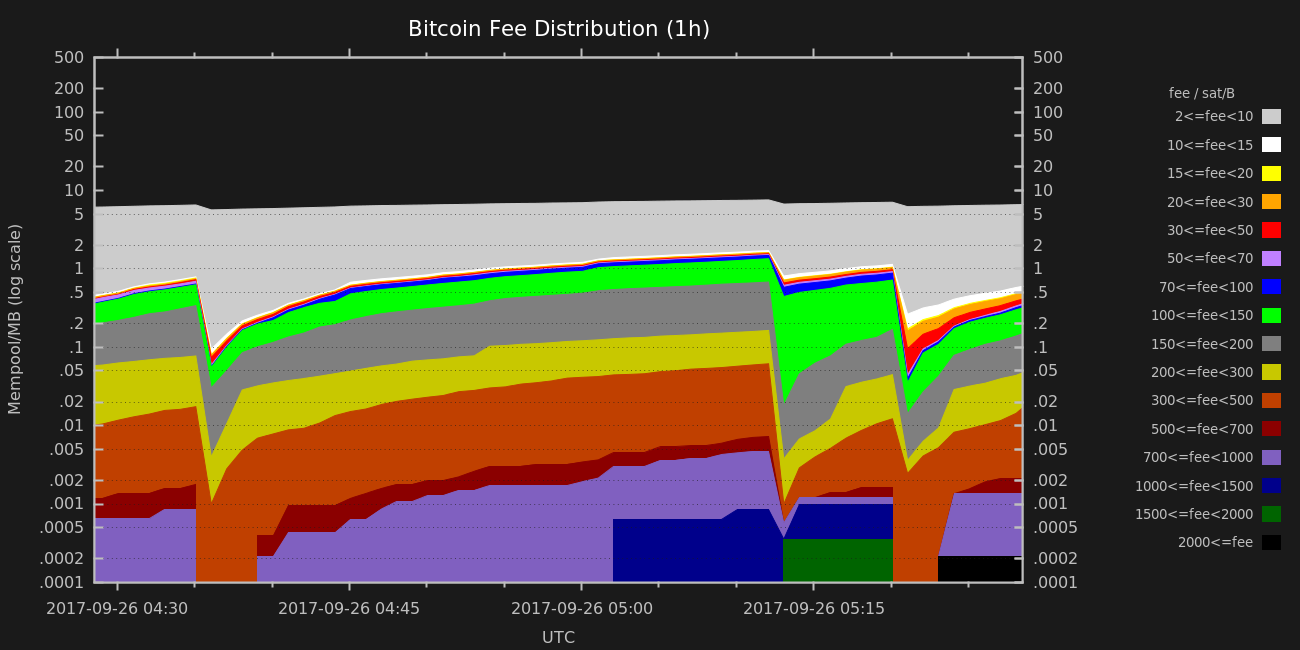 Bitcoin Fee Distribution (1h)
Mempool/MB (log scale)
500
200
100
50
20
10
5
2
1
.5
.2
.1
.05
.02
.01
.005
.002
.001
.0005
.0002
.0001
500
200
100
50
20
10
5
2
1
.5
.2
.1
.05
.02
.01
.005
.002
.001
.0005
.0002
.0001
2017-09-26 04:30
2017-09-26 04:45
2017-09-26 05:00
2017-09-26 05:15
UTC
fee / sat/B
2<=fee<10
10<=fee<15
15<=fee<20
20<=fee<30
30<=fee<50
50<=fee<70
70<=fee<100
100<=fee<150
150<=fee<200
200<=fee<300
300<=fee<500
500<=fee<700
700<=fee<1000
1000<=fee<1500
1500<=fee<2000
2000<=fee